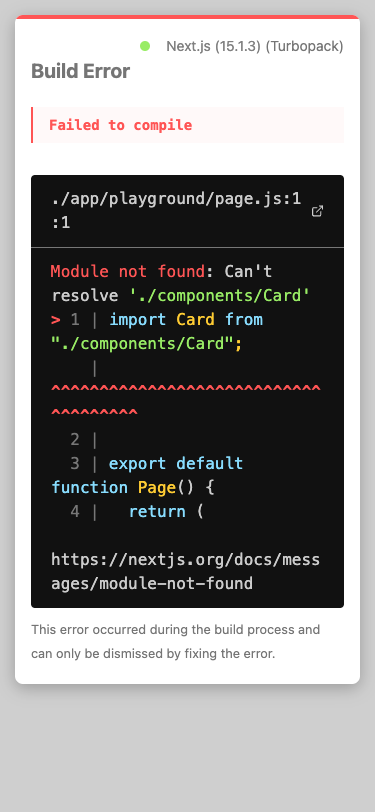 Next.js (15.1.3) (Turbopack)
Build Error
Failed to compile
./app/playground/page.js:1
:1
Module not found: Can't
resolve './components/Card'
> 1 | import Card from
"./components/Card";
|
^^^^^^^^^^^^^^^^^^^^^^^^^^^^
^^^^^^^^^
2 |
3 | export default
function Page() {
4 |   return (
https://nextjs.org/docs/mess
ages/module-not-found
This error occurred during the build process and
can only be dismissed by fixing the error.